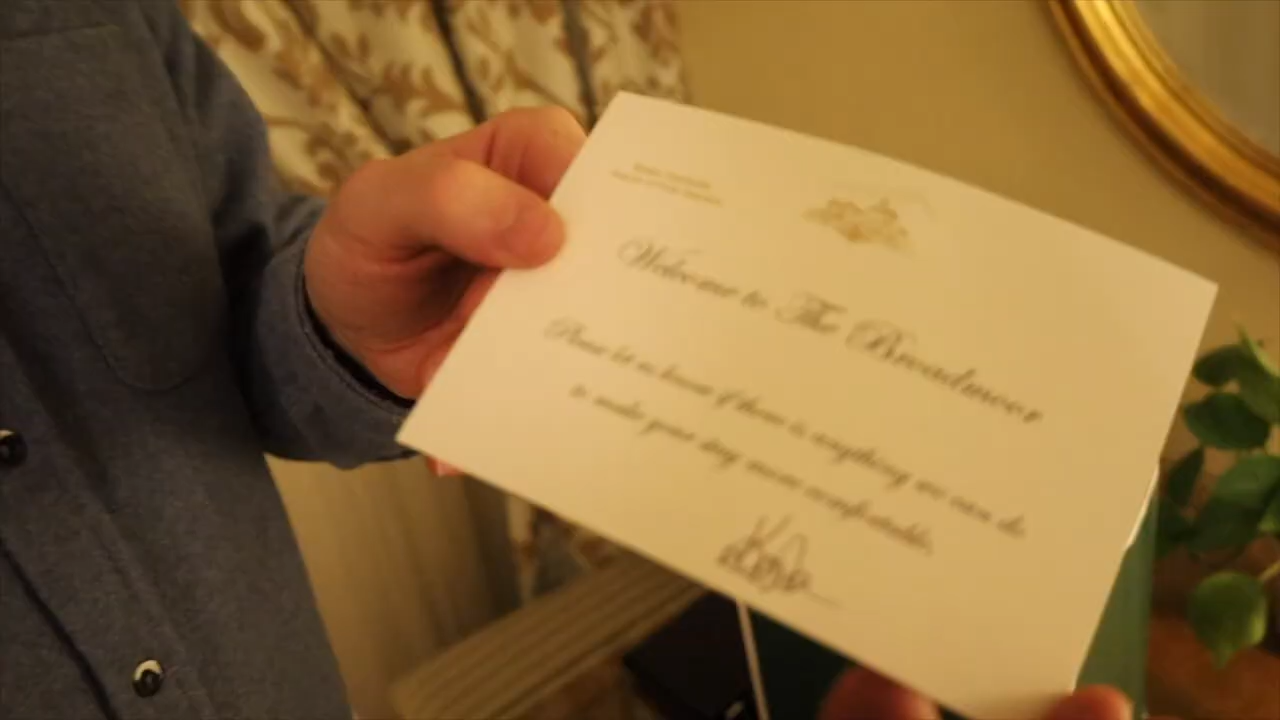 Welcome to The Broadmoor
Please let us know if there is anything we can do
to make your stay more comfortable,